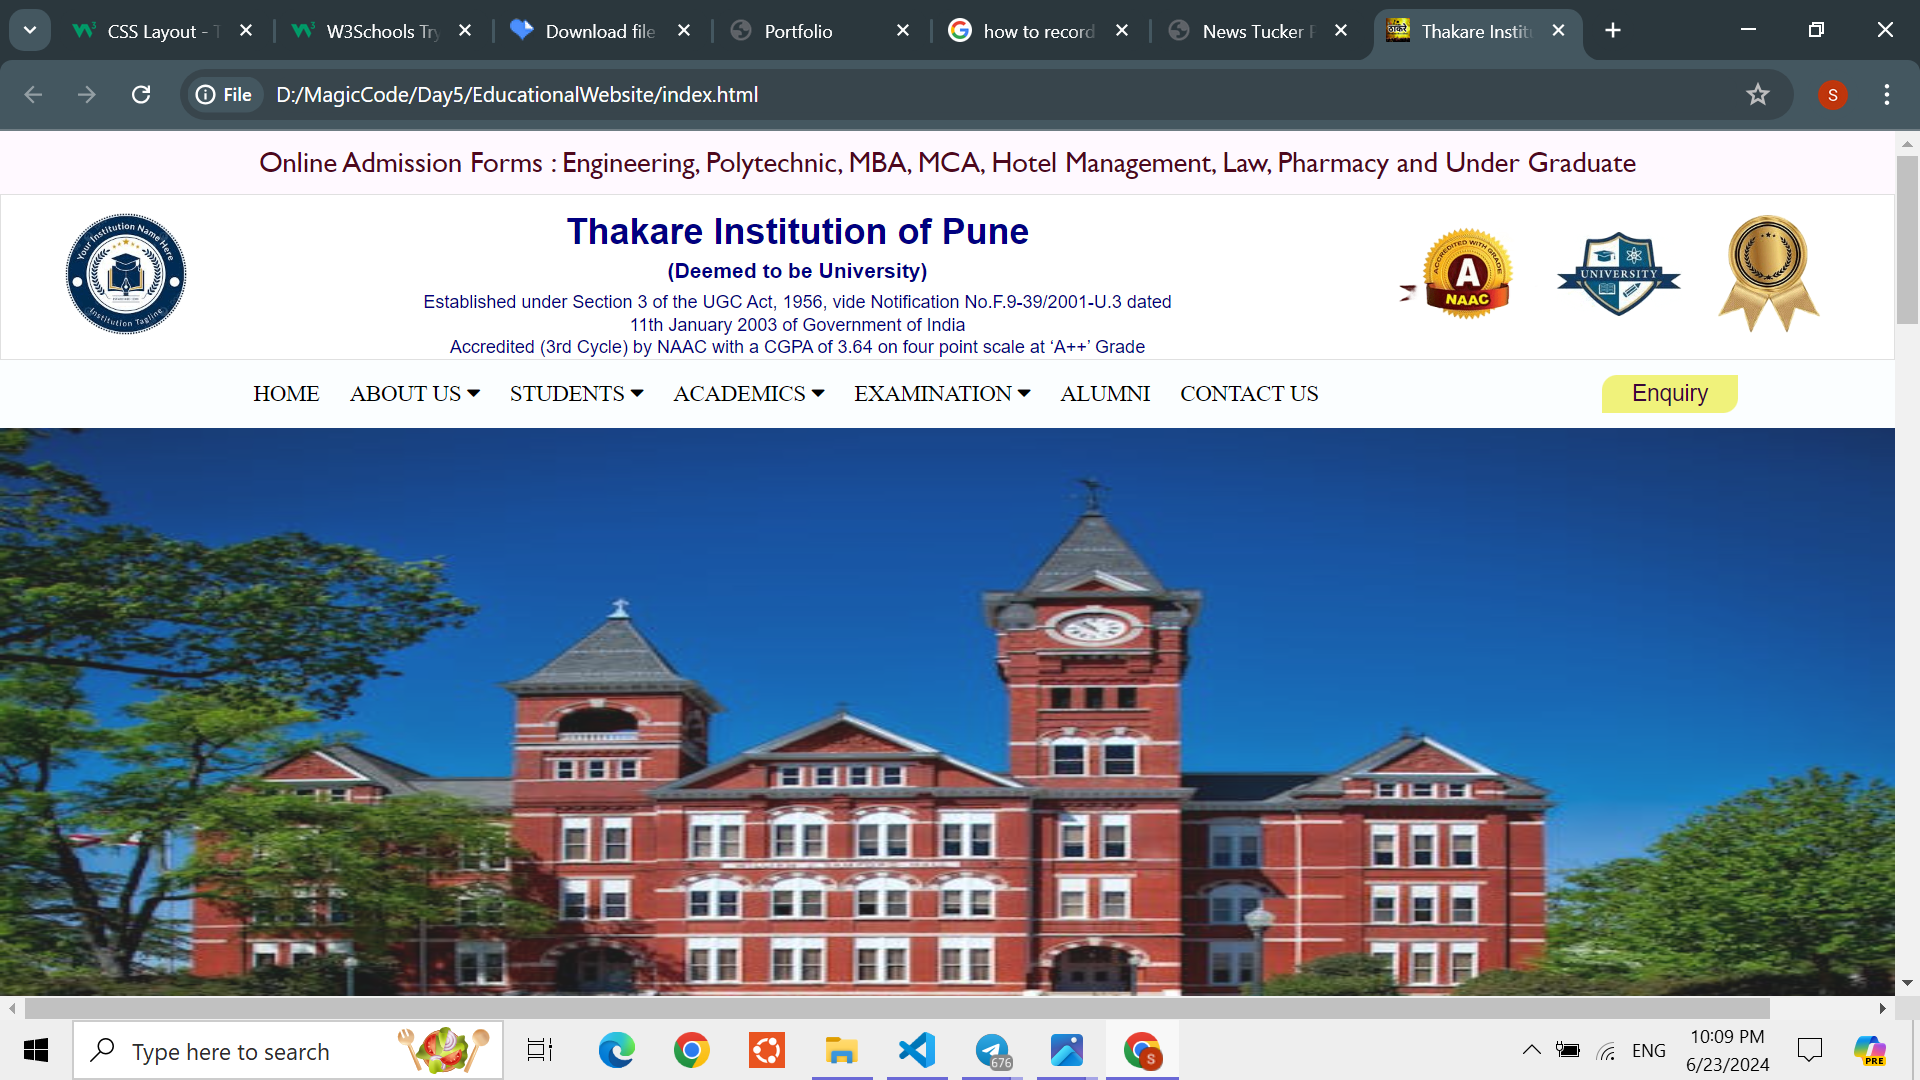 CSS Layout - T
W3Schools Try
Download file
Portfolio
how to record
News Tucker P
Thakare Instit
File
D:/MagicCode/Day5/EducationalWebsite/index.html
S
Online Admission Forms : Engineering, Polytechnic, MBA, MCA, Hotel Management, Law, Pharmacy and Under Graduate
Your Institution Name Here
Institution Tagline
Thakare Institution of Pune
(Deemed to be University)
Established under Section 3 of the UGC Act, 1956, vide Notification No.F.9-39/2001-U.3 dated
11th January 2003 of Government of India
Accredited (3rd Cycle) by NAAC with a CGPA of 3.64 on four point scale at ‘A++’ Grade
ACCREDITED WITH GRADE
A
NAAC
UNIVERSITY
HOME
ABOUT US
STUDENTS
ACADEMICS
EXAMINATION
ALUMNI
CONTACT US
Enquiry
Type here to search
676
S
ENG
10:09 PM
6/23/2024
PRE